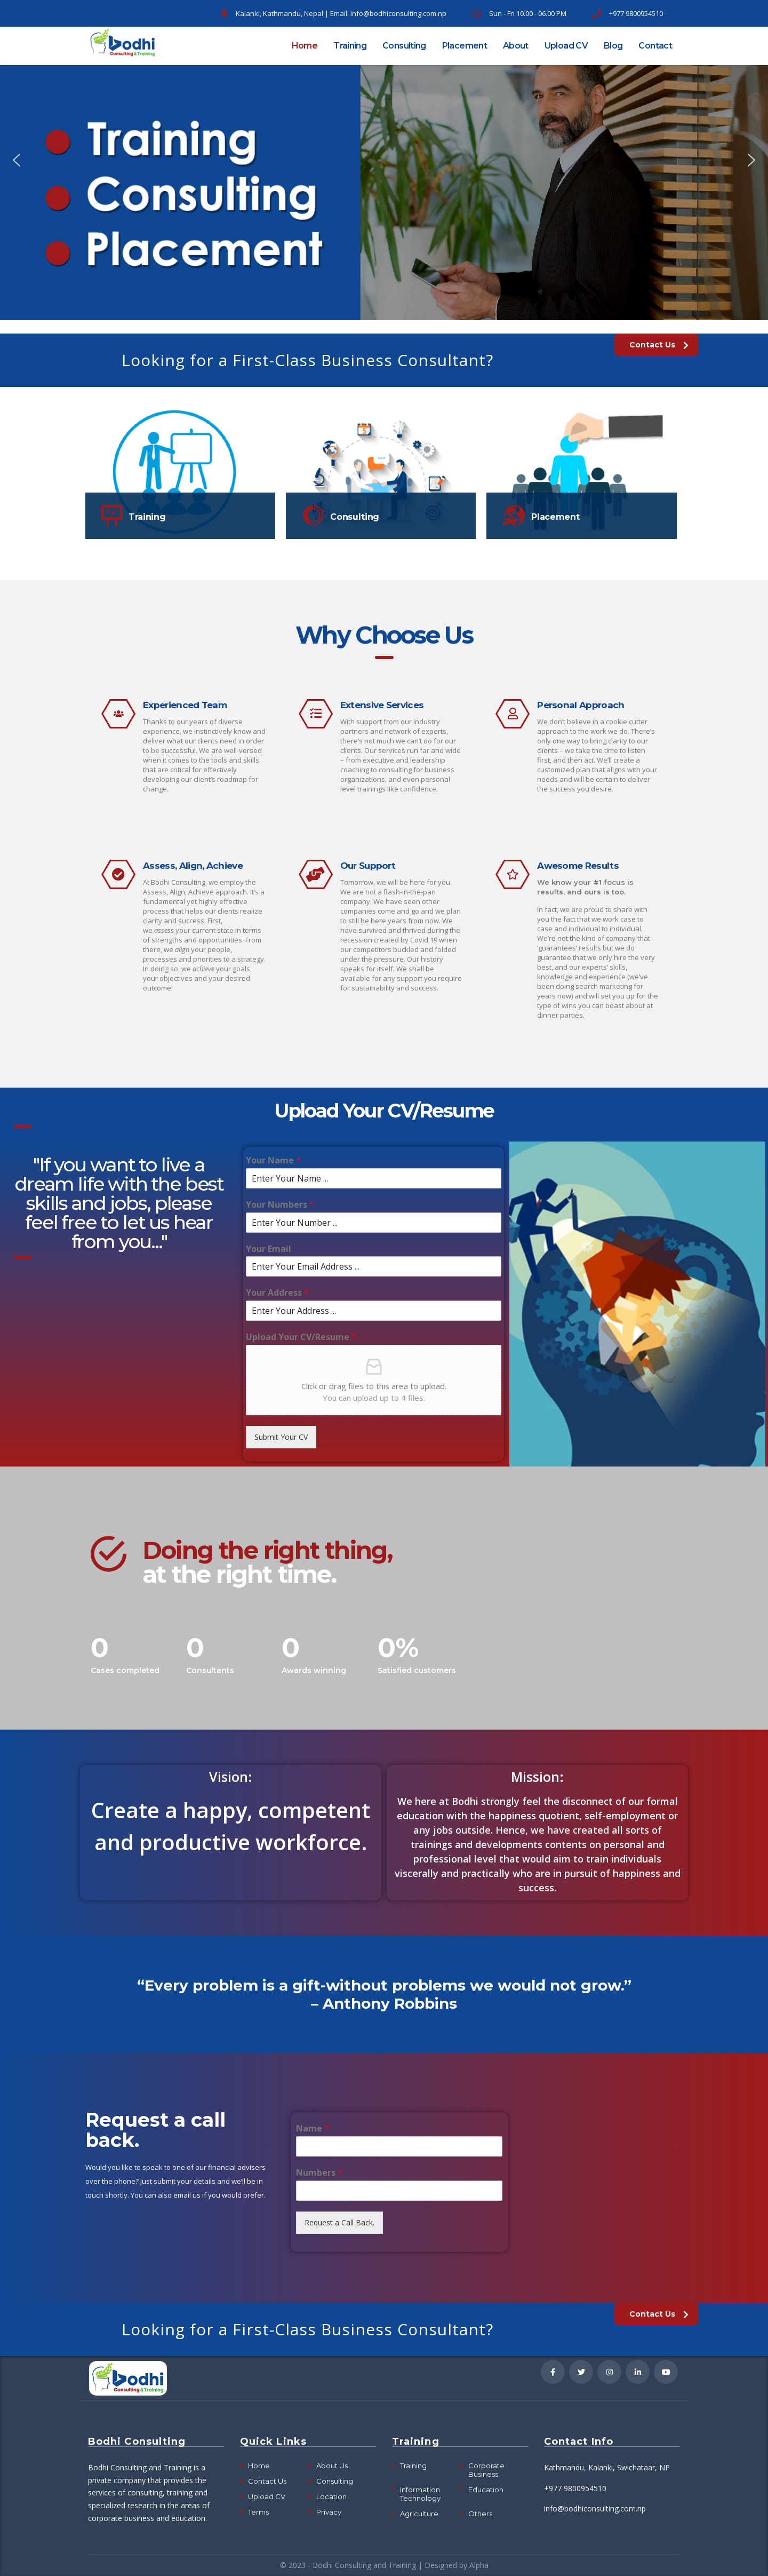 Kalanki, Kathmandu, Nepal | Email: info@bodhiconsulting.com.np
Sun - Fri 10.00 - 06.00 PM
+977 9800954510
bodhi
Consulting &Training
Home
Training
Consulting
Placement
About
Upload CV
Blog
Contact
Training
Consulting
Placement
Contact Us
Looking for a First-Class Business Consultant?
Training
Consulting
Placement
Why Choose Us
Experienced Team
Thanks to our years of diverse
experience, we instinctively know and
deliver what our clients need in order
to be successful. We are well-versed
when it comes to the tools and skills
that are critical for effectively
developing our client's roadmap for
change.
Extensive Services
With support from our industry
partners and network of experts,
there's not much we can't do for our
clients. Our services run far and wide
– from executive and leadership
coaching to consulting for business
organizations, and even personal
level trainings like confidence.
Personal Approach
We don't believe in a cookie cutter
approach to the work we do. There's
only one way to bring clarity to our
clients – we take the time to listen
first, and then act. We'll create a
customized plan that aligns with your
needs and will be certain to deliver
the success you desire.
Assess, Align, Achieve
At Bodhi Consulting, we employ the
Assess, Align, Achieve approach. It's a
fundamental yet highly effective
process that helps our clients realize
clarity and success. First,
we assess your current state in terms
of strengths and opportunities. From
there, we align your people,
processes and priorities to a strategy.
In doing so, we achieve your goals,
your objectives and your desired
outcome.
Our Support
Tomorrow, we will be here for you.
We are not a flash-in-the-pan
company. We have seen other
companies come and go and we plan
to still be here years from now. We
have survived and thrived during the
recession created by Covid 19 when
our competitors buckled and folded
under the pressure. Our history
speaks for itself. We shall be
available for any support you require
for sustainability and success.
Awesome Results
We know your #1 focus is
results, and ours is too.
In fact, we are proud to share with
you the fact that we work case to
case and individual to individual.
We're not the kind of company that
'guarantees' results but we do
guarantee that we only hire the very
best, and our experts' skills,
knowledge and experience (we've
been doing search marketing for
years now) and will set you up for the
type of wins you can boast about at
dinner parties.
Upload Your CV/Resume
"If you want to live a
dream life with the best
skills and jobs, please
feel free to let us hear
from you..."
Your Name *
Enter Your Name ...
Your Numbers *
Enter Your Number ...
Your Email
Enter Your Email Address ...
Your Address *
Enter Your Address ...
Upload Your CV/Resume *
Click or drag files to this area to upload.
You can upload up to 4 files.
Submit Your CV
Doing the right thing,
at the right time.
0
Cases completed
0
Consultants
0
Awards winning
0%
Satisfied customers
Vision:
Create a happy, competent
and productive workforce.
Mission:
We here at Bodhi strongly feel the disconnect of our formal
education with the happiness quotient, self-employment or
any jobs outside. Hence, we have created all sorts of
trainings and developments contents on personal and
professional level that would aim to train individuals
viscerally and practically who are in pursuit of happiness and
success.
“Every problem is a gift-without problems we would not grow.”
– Anthony Robbins
Request a call
back.
Would you like to speak to one of our financial advisers
over the phone? Just submit your details and we'll be in
touch shortly. You can also email us if you would prefer.
Name *
Numbers *
Request a Call Back.
Contact Us
Looking for a First-Class Business Consultant?
bodhi
Consulting &Training
Bodhi Consulting
Bodhi Consulting and Training is a
private company that provides the
services of consulting, training and
specialized research in the areas of
corporate business and education.
Quick Links
Home
About Us
Contact Us
Consulting
Upload CV
Location
Terms
Privacy
Training
Training
Corporate
Business
Information
Technology
Education
Agriculture
Others
Contact Info
Kathmandu, Kalanki, Swichataar, NP
+977 9800954510
info@bodhiconsulting.com.np
© 2023 - Bodhi Consulting and Training | Designed by Alpha